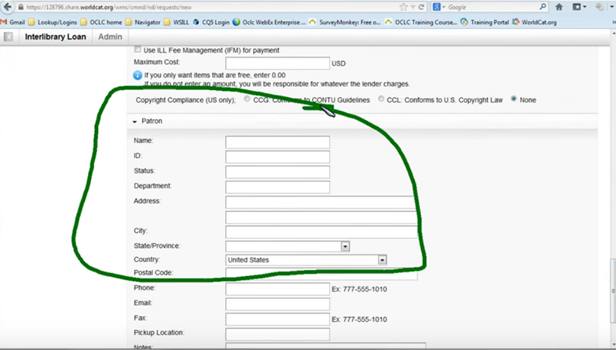 https://128796.share.worldcat.org/wms/cmnd/nd/requests/new Google
Gmail Lookup/Logins OCLC home Navigator WSILL CQ5 Login Oclc WebEx Enterprise ... SurveyMonkey: Free o... OCLC Training Course... Training Portal WorldCat.org
Interlibrary Loan Admin
Use ILL Fee Management (IFM) for payment
Maximum Cost: USD
If you only want items that are free, enter 0.00
If you do not enter an amount, you will be responsible for whatever the lender charges.
Copyright Compliance (US only); CCG: Conforms to CONTU Guidelines CCL: Conforms to U.S. Copyright Law None
Patron
Name:
ID:
Status:
Department:
Address:
City:
State/Province:
Country: United States
Postal Code:
Phone: Ex: 777-555-1010
Email:
Fax: Ex: 777-555-1010
Pickup Location:
Notes: